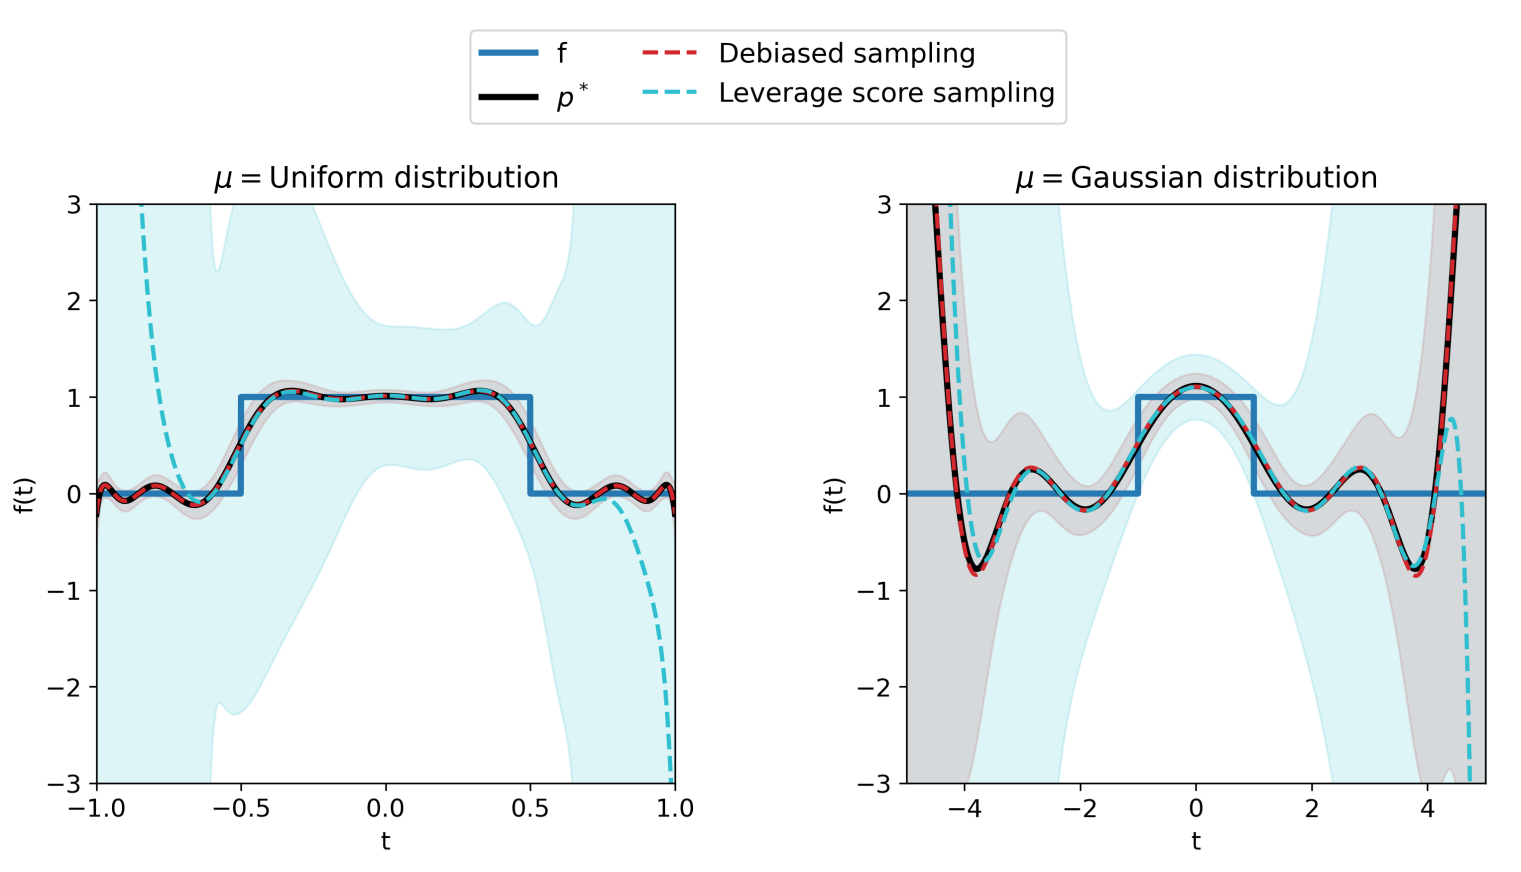 f
p*
Debiased sampling
Leverage score sampling
μ = Uniform distribution
3
2
1
0
−1
−2
−3
f(t)
−1.0 −0.5 0.0 0.5 1.0
t
μ = Gaussian distribution
3
2
1
0
−1
−2
−3
f(t)
−4 −2 0 2 4
t